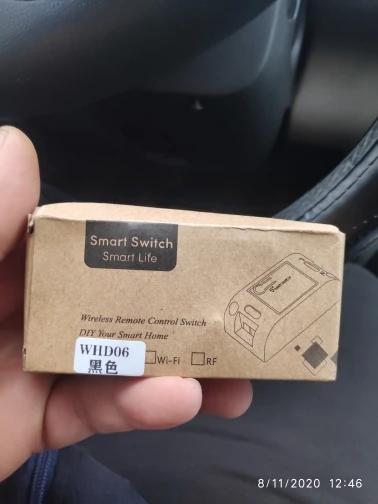 Smart Switch
Smart Life
Wireless Remote Control Switch
DIY Your Smart Home
WHD06
黑色
Wi-Fi
RF
8/11/2020 12:46